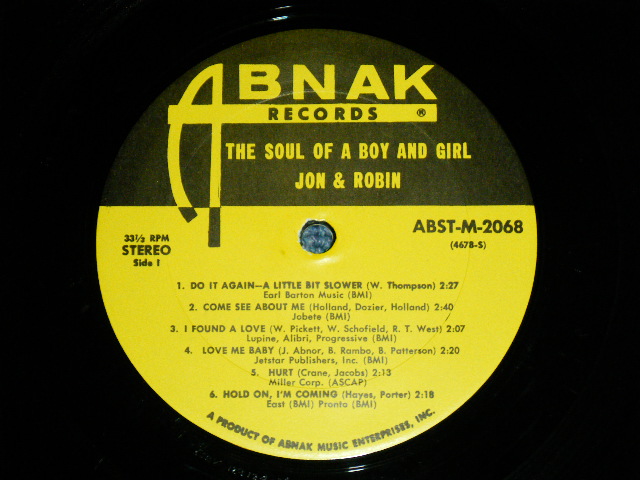 ABNAK
RECORDS ®
THE SOUL OF A BOY AND GIRL
JON & ROBIN
33⅓ RPM
STEREO
Side 1
ABST-M-2068
(4678-S)
1. DO IT AGAIN—A LITTLE BIT SLOWER (W. Thompson) 2:27
Earl Barton Music (BMI)
2. COME SEE ABOUT ME (Holland, Dozier, Holland) 2:40
Jobete (BMI)
3. I FOUND A LOVE (W. Pickett, W. Schofield, R. T. West) 2:07
Lupine, Alibri, Progressive (BMI)
4. LOVE ME BABY (J. Abnor, B. Rambo, B. Patterson) 2:20
Jetstar Publishers, Inc. (BMI)
5. HURT (Crane, Jacobs) 2:13
Miller Corp. (ASCAP)
6. HOLD ON, I'M COMING (Hayes, Porter) 2:18
East (BMI) Pronto (BMI)
A PRODUCT OF ABNAK MUSIC ENTERPRISES, INC.